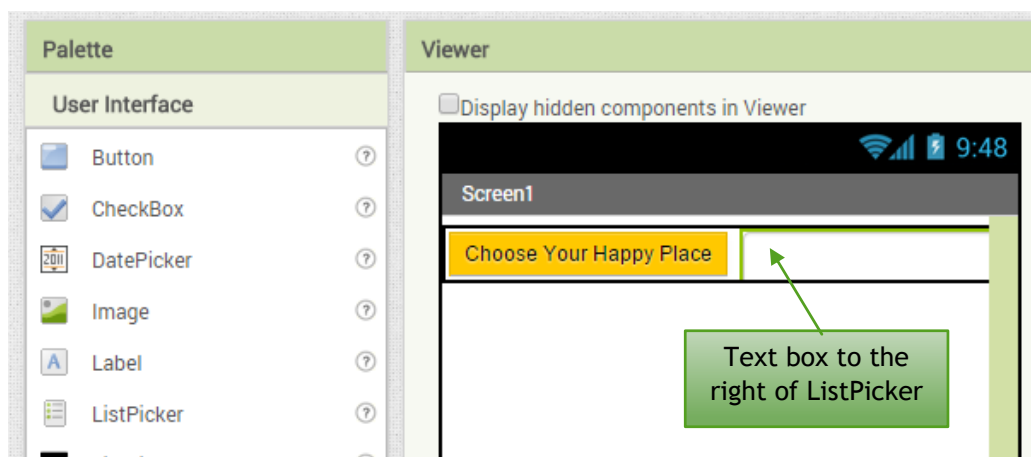 Palette
Viewer
User Interface
Display hidden components in Viewer
Button ?
9:48
Screen1
CheckBox ?
Choose Your Happy Place
DatePicker ?
Image ?
Text box to the
right of ListPicker
Label ?
ListPicker ?